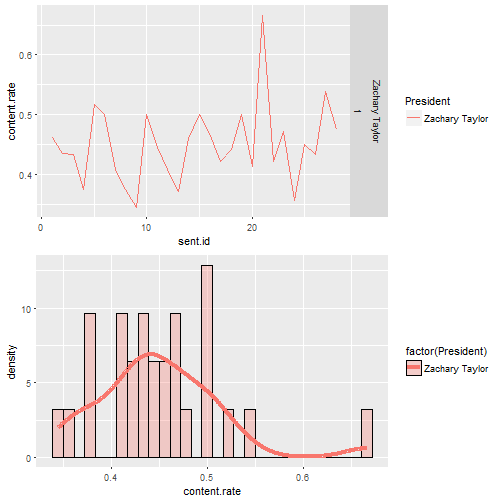 content.rate
0.6
0.5
0.4
0
10
20
sent.id
Zachary Taylor
1
President
Zachary Taylor
density
10
5
0
0.4
0.5
0.6
content.rate
factor(President)
Zachary Taylor